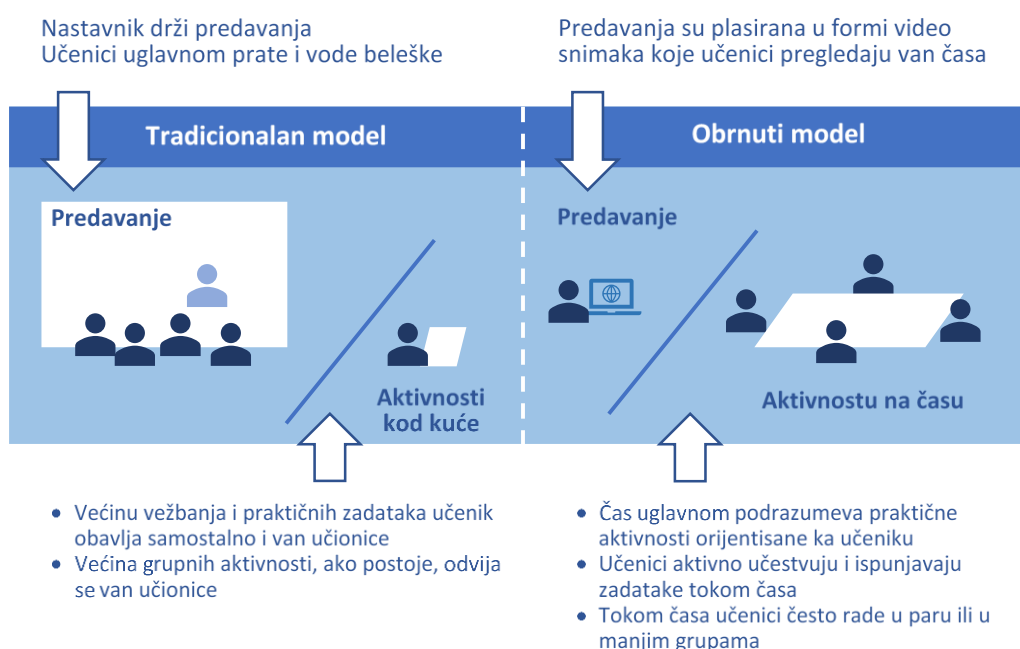 Nastavnik drži predavanja
Učenici uglavnom prate i vode beleške
Predavanja su plasirana u formi video
snimaka koje učenici pregledaju van časa
Tradicionalan model
Obrnuti model
Predavanje
Aktivnosti
kod kuće
Predavanje
Aktivnostu na času
• Većinu vežbanja i praktičnih zadataka učenik
obavlja samostalno i van učionice
• Većina grupnih aktivnosti, ako postoje, odvija
se van učionice
• Čas uglavnom podrazumeva praktične
aktivnosti orijentisane ka učeniku
• Učenici aktivno učestvuju i ispunjavaju
zadatake tokom časa
• Tokom časa učenici često rade u paru ili u
manjim grupama